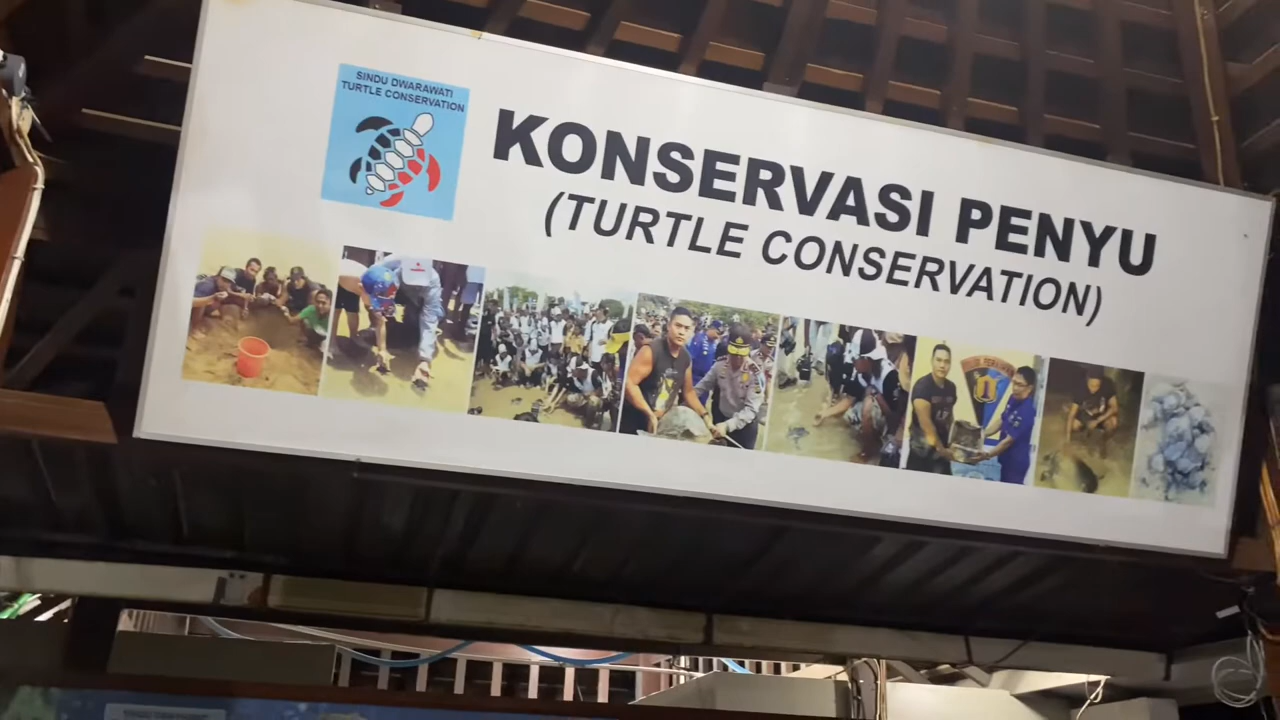 SINDU DWARAWATI
TURTLE CONSERVATION
KONSERVASI PENYU
(TURTLE CONSERVATION)